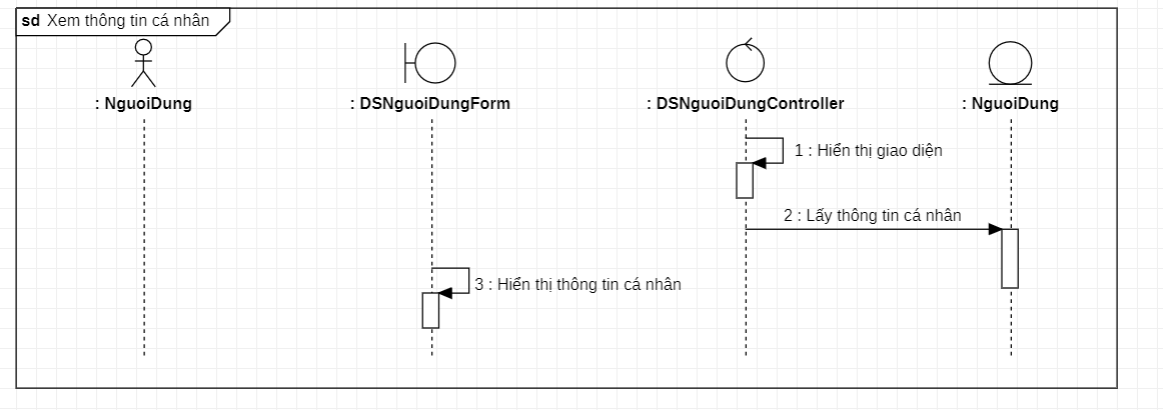 sd Xem thông tin cá nhân
: NguoiDung
: DSNguoiDungForm
: DSNguoiDungController
: NguoiDung
1 : Hiển thị giao diện
2 : Lấy thông tin cá nhân
3 : Hiển thị thông tin cá nhân